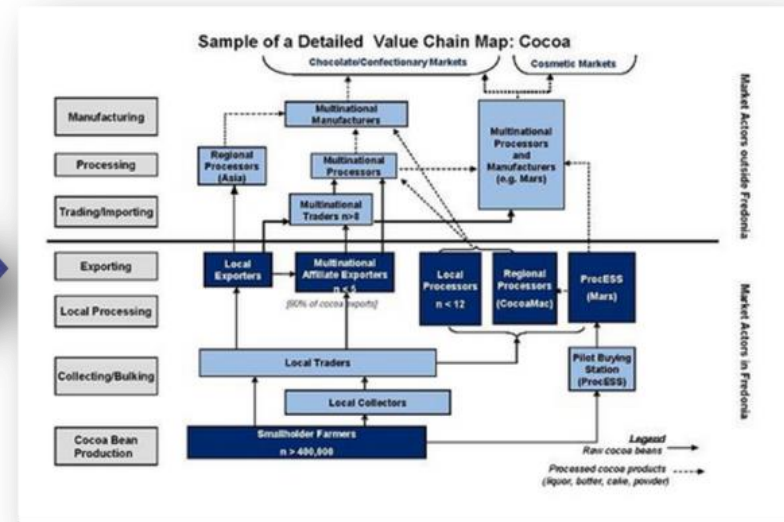 Sample of a Detailed Value Chain Map: Cocoa
Chocolate/Confectionary Markets
Cosmetic Markets
Manufacturing
Multinational
Manufacturers
Multinational
Processors
and
Manufacturers
(e.g. Mars)
Processing
Regional
Processors
(Asia)
Multinational
Processors
Trading/Importing
Multinational
Traders n>8
Market Actors outside Fredonia
Exporting
Local
Exporters
Multinational
Affiliate Exporters
n < 5
[60% of cocoa exports]
Local
Processors
n < 12
Regional
Processors
(CocoaMac)
ProcESS
(Mars)
Local Processing
Collecting/Bulking
Local Traders
Pilot Buying
Station
(ProcESS)
Local Collectors
Market Actors in Fredonia
Cocoa Bean
Production
Smallholder Farmers
n > 400,000
Legend
Raw cocoa beans
Processed cocoa products
(liquor, butter, cake, powder)